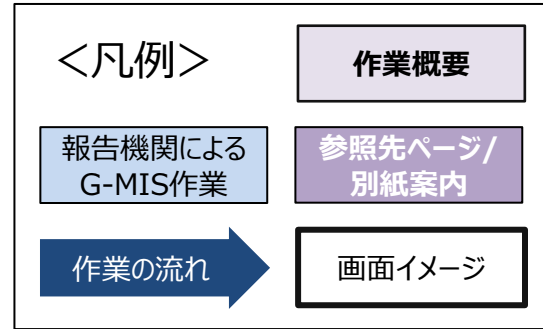 ＜凡例＞
作業概要
報告機関による
G-MIS作業
参照先ページ/
別紙案内
作業の流れ
画面イメージ